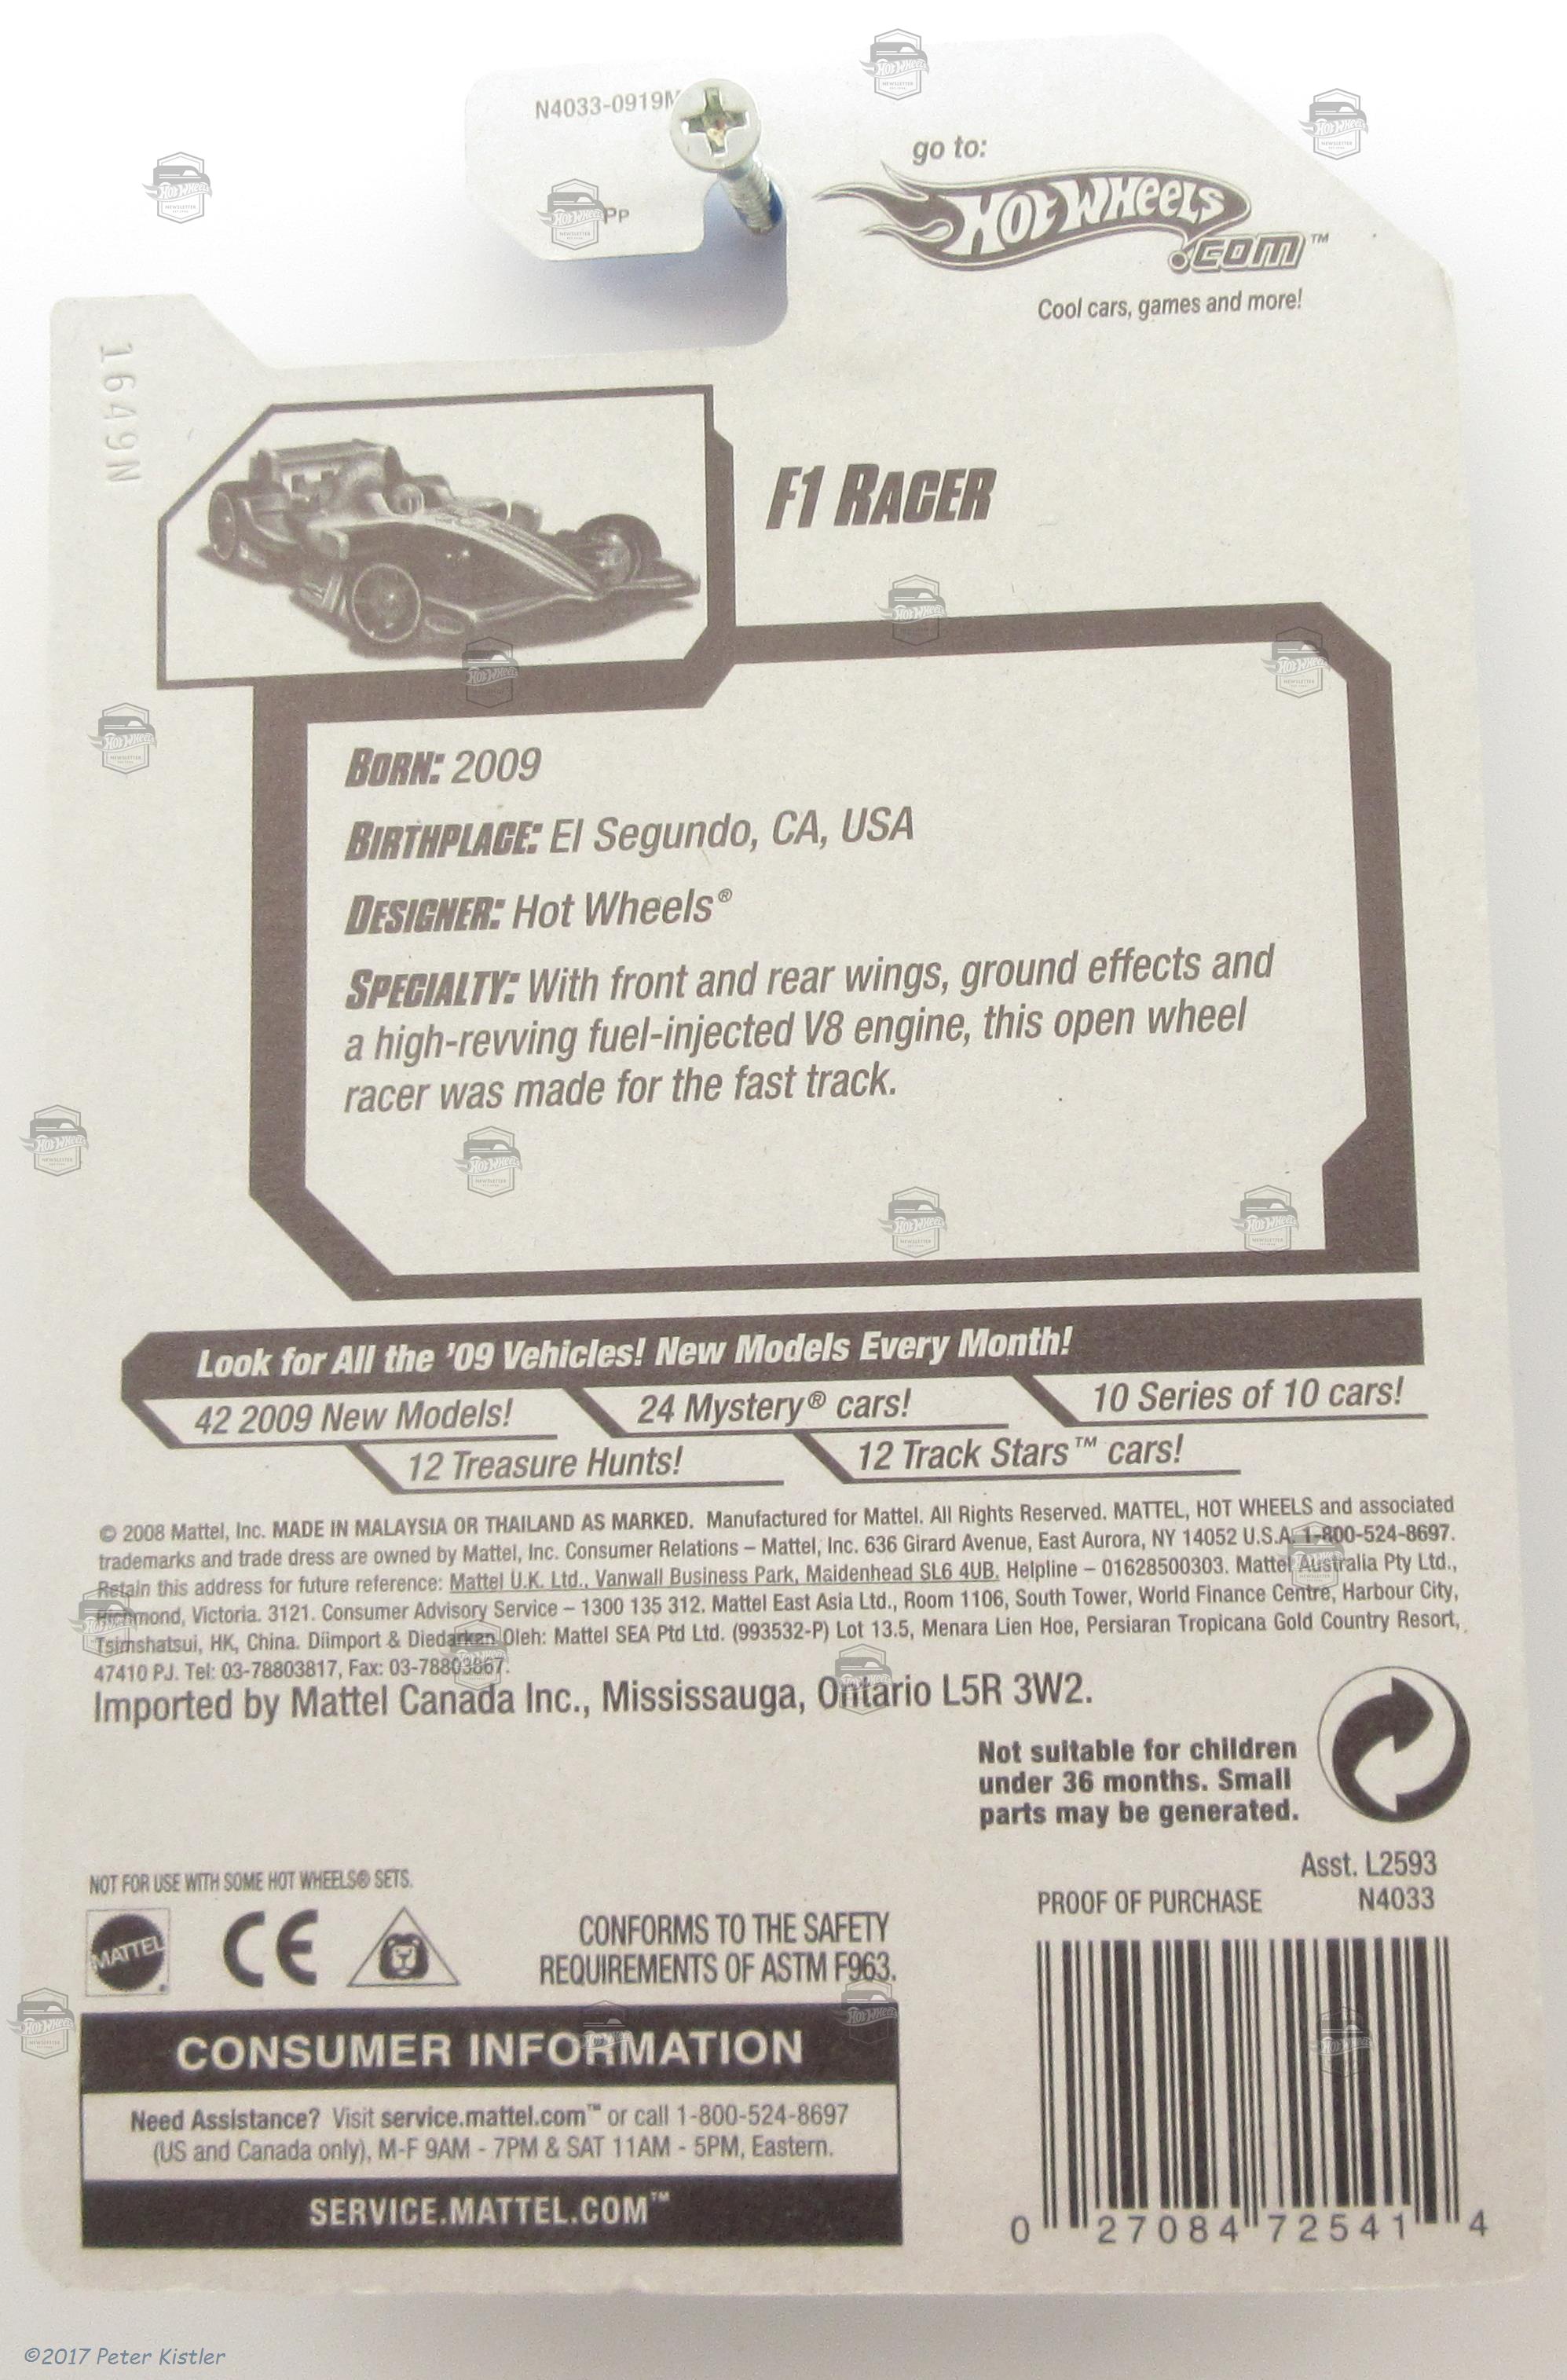 N4033-0919M
Pp
go to:
HOT WHEELS
.COM™
Cool cars, games and more!
1649N
F1 RACER
BORN: 2009
BIRTHPLACE: El Segundo, CA, USA
DESIGNER: Hot Wheels®
SPECIALTY: With front and rear wings, ground effects and
a high-revving fuel-injected V8 engine, this open wheel
racer was made for the fast track.
Look for All the '09 Vehicles! New Models Every Month!
42 2009 New Models!
24 Mystery® cars!
10 Series of 10 cars!
12 Treasure Hunts!
12 Track Stars™ cars!
© 2008 Mattel, Inc. MADE IN MALAYSIA OR THAILAND AS MARKED. Manufactured for Mattel. All Rights Reserved. MATTEL, HOT WHEELS and associated
trademarks and trade dress are owned by Mattel, Inc. Consumer Relations – Mattel, Inc. 636 Girard Avenue, East Aurora, NY 14052 U.S.A. 1-800-524-8697.
Retain this address for future reference: Mattel U.K. Ltd., Vanwall Business Park, Maidenhead SL6 4UB. Helpline – 01628500303. Mattel Australia Pty Ltd.,
Richmond, Victoria. 3121. Consumer Advisory Service – 1300 135 312. Mattel East Asia Ltd., Room 1106, South Tower, World Finance Centre, Harbour City,
Tsimshatsui, HK, China. Diimport & Diedarkan Oleh: Mattel SEA Ptd Ltd. (993532-P) Lot 13.5, Menara Lien Hoe, Persiaran Tropicana Gold Country Resort,
47410 PJ. Tel: 03-78803817, Fax: 03-78803867.
Imported by Mattel Canada Inc., Mississauga, Ontario L5R 3W2.
Not suitable for children
under 36 months. Small
parts may be generated.
Asst. L2593
PROOF OF PURCHASE N4033
NOT FOR USE WITH SOME HOT WHEELS® SETS.
MATTEL
CE
CONFORMS TO THE SAFETY
REQUIREMENTS OF ASTM F963.
CONSUMER INFORMATION
Need Assistance? Visit service.mattel.com™ or call 1-800-524-8697
(US and Canada only), M-F 9AM - 7PM & SAT 11AM - 5PM, Eastern.
SERVICE.MATTEL.COM™
0 27084 72541 4
©2017 Peter Kistler